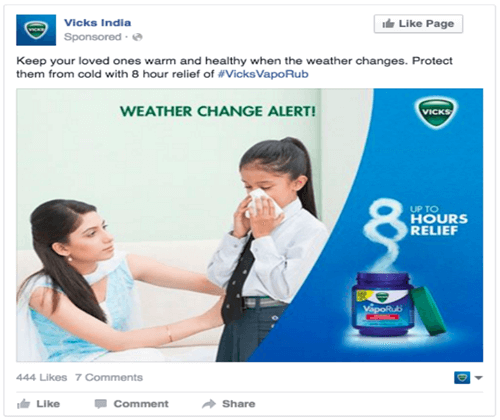 VICKS
Vicks India
Sponsored ·
Like Page
Keep your loved ones warm and healthy when the weather changes. Protect
them from cold with 8 hour relief of #VicksVapoRub
WEATHER CHANGE ALERT!
VICKS
8
UP TO
HOURS
RELIEF
VapoRub
444 Likes 7 Comments
Like Comment Share